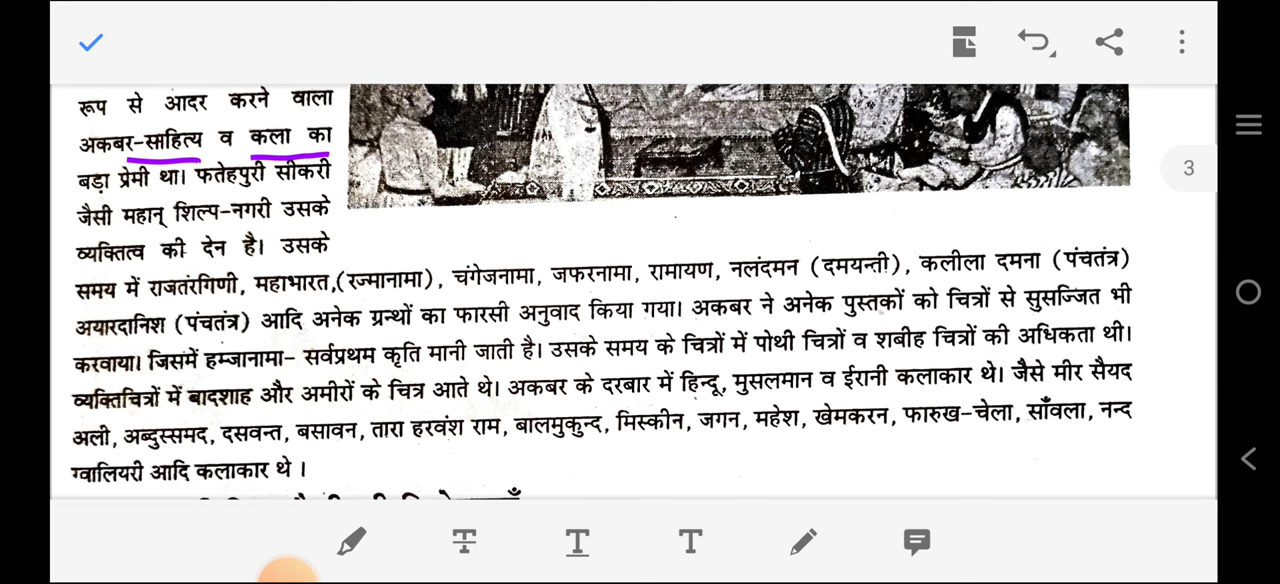 रूप से आदर करने वाला
अकबर-साहित्य व कला का
बड़ा प्रेमी था। फतेहपुरी सीकरी
जैसी महान् शिल्प-नगरी उसके
व्यक्तित्व की देन है। उसके
समय में राजतंरगिणी, महाभारत,(रज्मानामा), चंगेजनामा, जफरनामा, रामायण, नलंदमन (दमयन्ती), कलीला दमना (पंचतंत्र)
अयारदानिश (पंचतंत्र) आदि अनेक ग्रन्थों का फारसी अनुवाद किया गया। अकबर ने अनेक पुस्तकों को चित्रों से सुसज्जित भी
करवाया। जिसमें हम्जानामा- सर्वप्रथम कृति मानी जाती है। उसके समय के चित्रों में पोथी चित्रों व शबीह चित्रों की अधिकता थी।
व्यक्तिचित्रों में बादशाह और अमीरों के चित्र आते थे। अकबर के दरबार में हिन्दू, मुसलमान व ईरानी कलाकार थे। जैसे मीर सैयद
अली, अब्दुस्समद, दसवन्त, बसावन, तारा हरवंश राम, बालमुकुन्द, मिस्कीन, जगन, महेश, खेमकरन, फारुख-चेला, साँवला, नन्द
ग्वालियरी आदि कलाकार थे ।
3